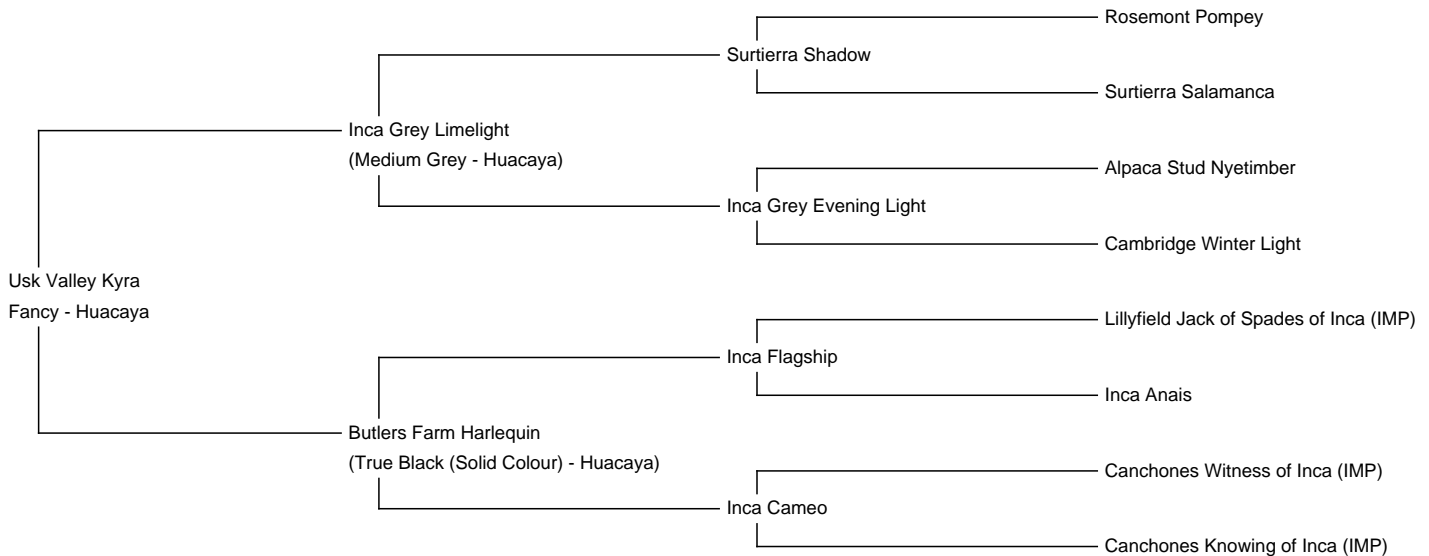 Rosemont Pompey
Surtierra Shadow
Surtierra Salamanca
Inca Grey Limelight
(Medium Grey - Huacaya)
Alpaca Stud Nyetimber
Inca Grey Evening Light
Cambridge Winter Light
Usk Valley Kyra
Fancy - Huacaya
Lillyfield Jack of Spades of Inca (IMP)
Inca Flagship
Inca Anais
Butlers Farm Harlequin
(True Black (Solid Colour) - Huacaya)
Canchones Witness of Inca (IMP)
Inca Cameo
Canchones Knowing of Inca (IMP)